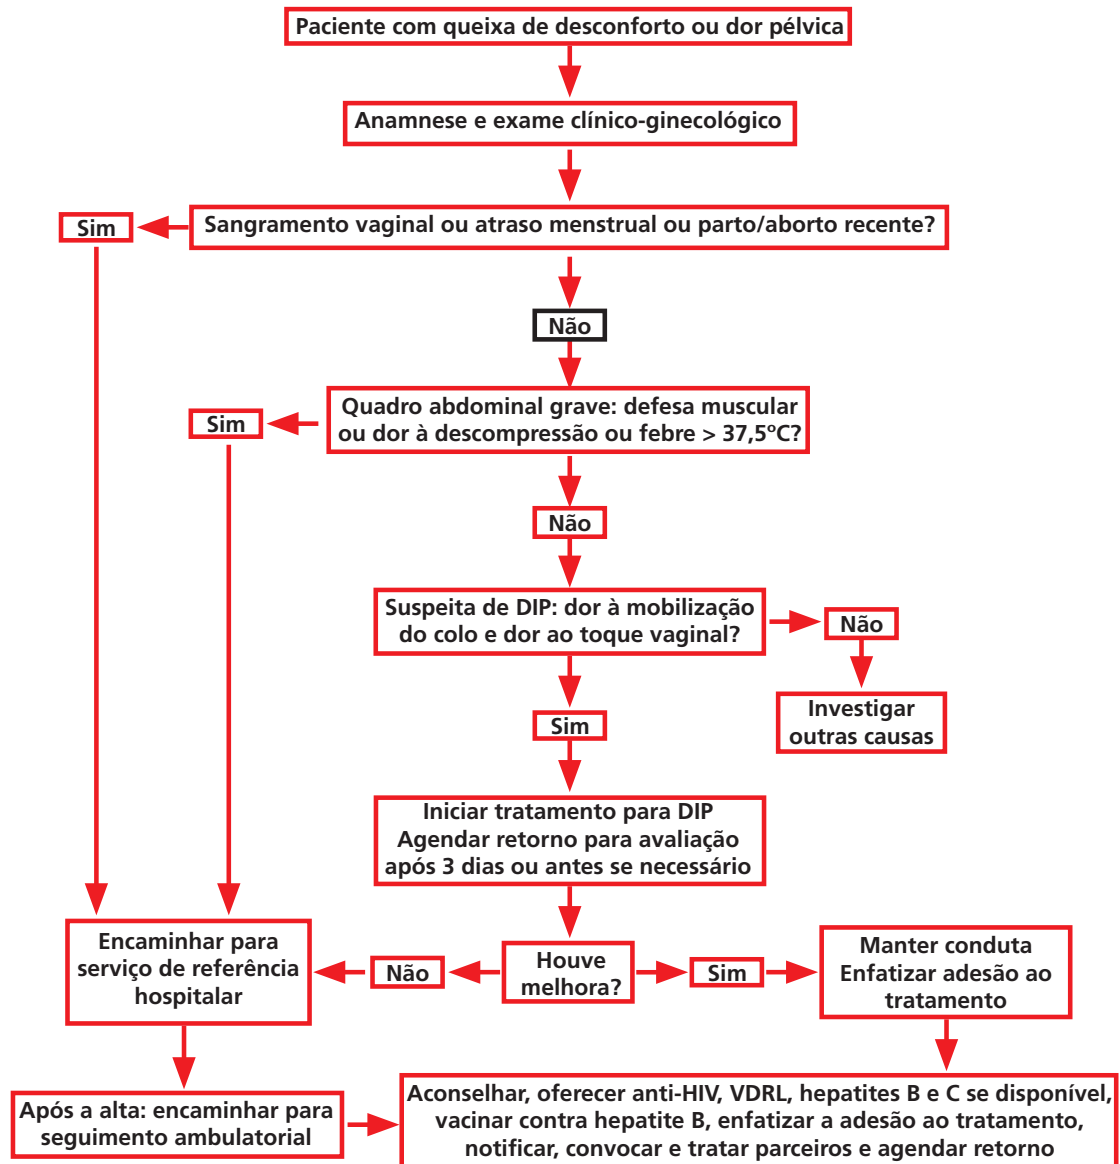 Paciente com queixa de desconforto ou dor pélvica
Anamnese e exame clínico-ginecológico
Sim
Sangramento vaginal ou atraso menstrual ou parto/aborto recente?
Não
Sim
Quadro abdominal grave: defesa muscular
ou dor à descompressão ou febre > 37,5ºC?
Não
Suspeita de DIP: dor à mobilização
do colo e dor ao toque vaginal?
Não
Investigar
outras causas
Sim
Iniciar tratamento para DIP
Agendar retorno para avaliação
após 3 dias ou antes se necessário
Encaminhar para
serviço de referência
hospitalar
Não
Houve
melhora?
Sim
Manter conduta
Enfatizar adesão ao
tratamento
Após a alta: encaminhar para
seguimento ambulatorial
Aconselhar, oferecer anti-HIV, VDRL, hepatites B e C se disponível,
vacinar contra hepatite B, enfatizar a adesão ao tratamento,
notificar, convocar e tratar parceiros e agendar retorno